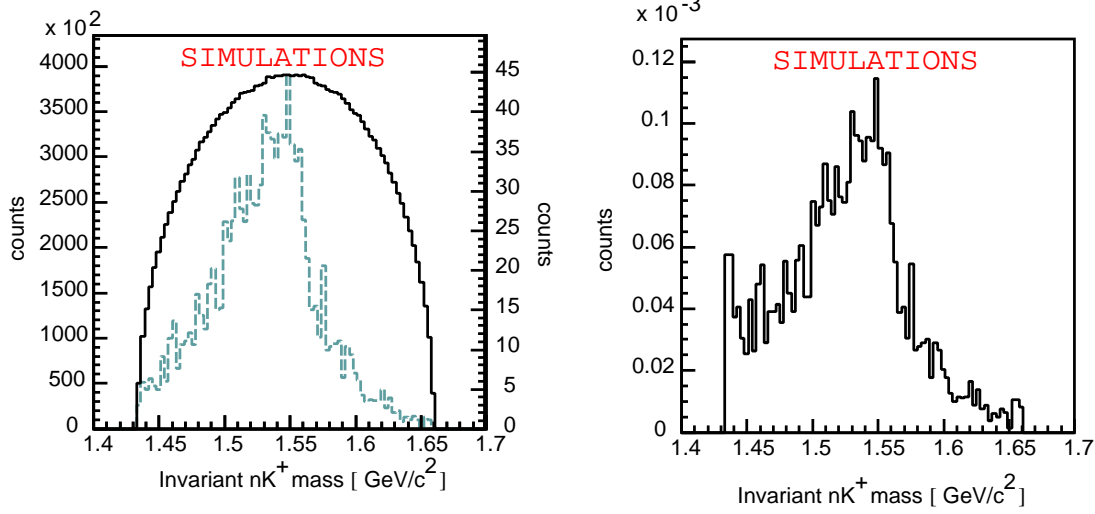 x 10^2
SIMULATIONS
4000
3500
3000
2500
2000
1500
1000
500
0
counts
45
40
35
30
25
20
15
10
5
0
counts
1.4 1.45 1.5 1.55 1.6 1.65 1.7
Invariant nK^+ mass [ GeV/c^2 ]
x 10^-3
SIMULATIONS
0.12
0.1
0.08
0.06
0.04
0.02
0
counts
1.4 1.45 1.5 1.55 1.6 1.65 1.7
Invariant nK^+ mass [ GeV/c^2 ]